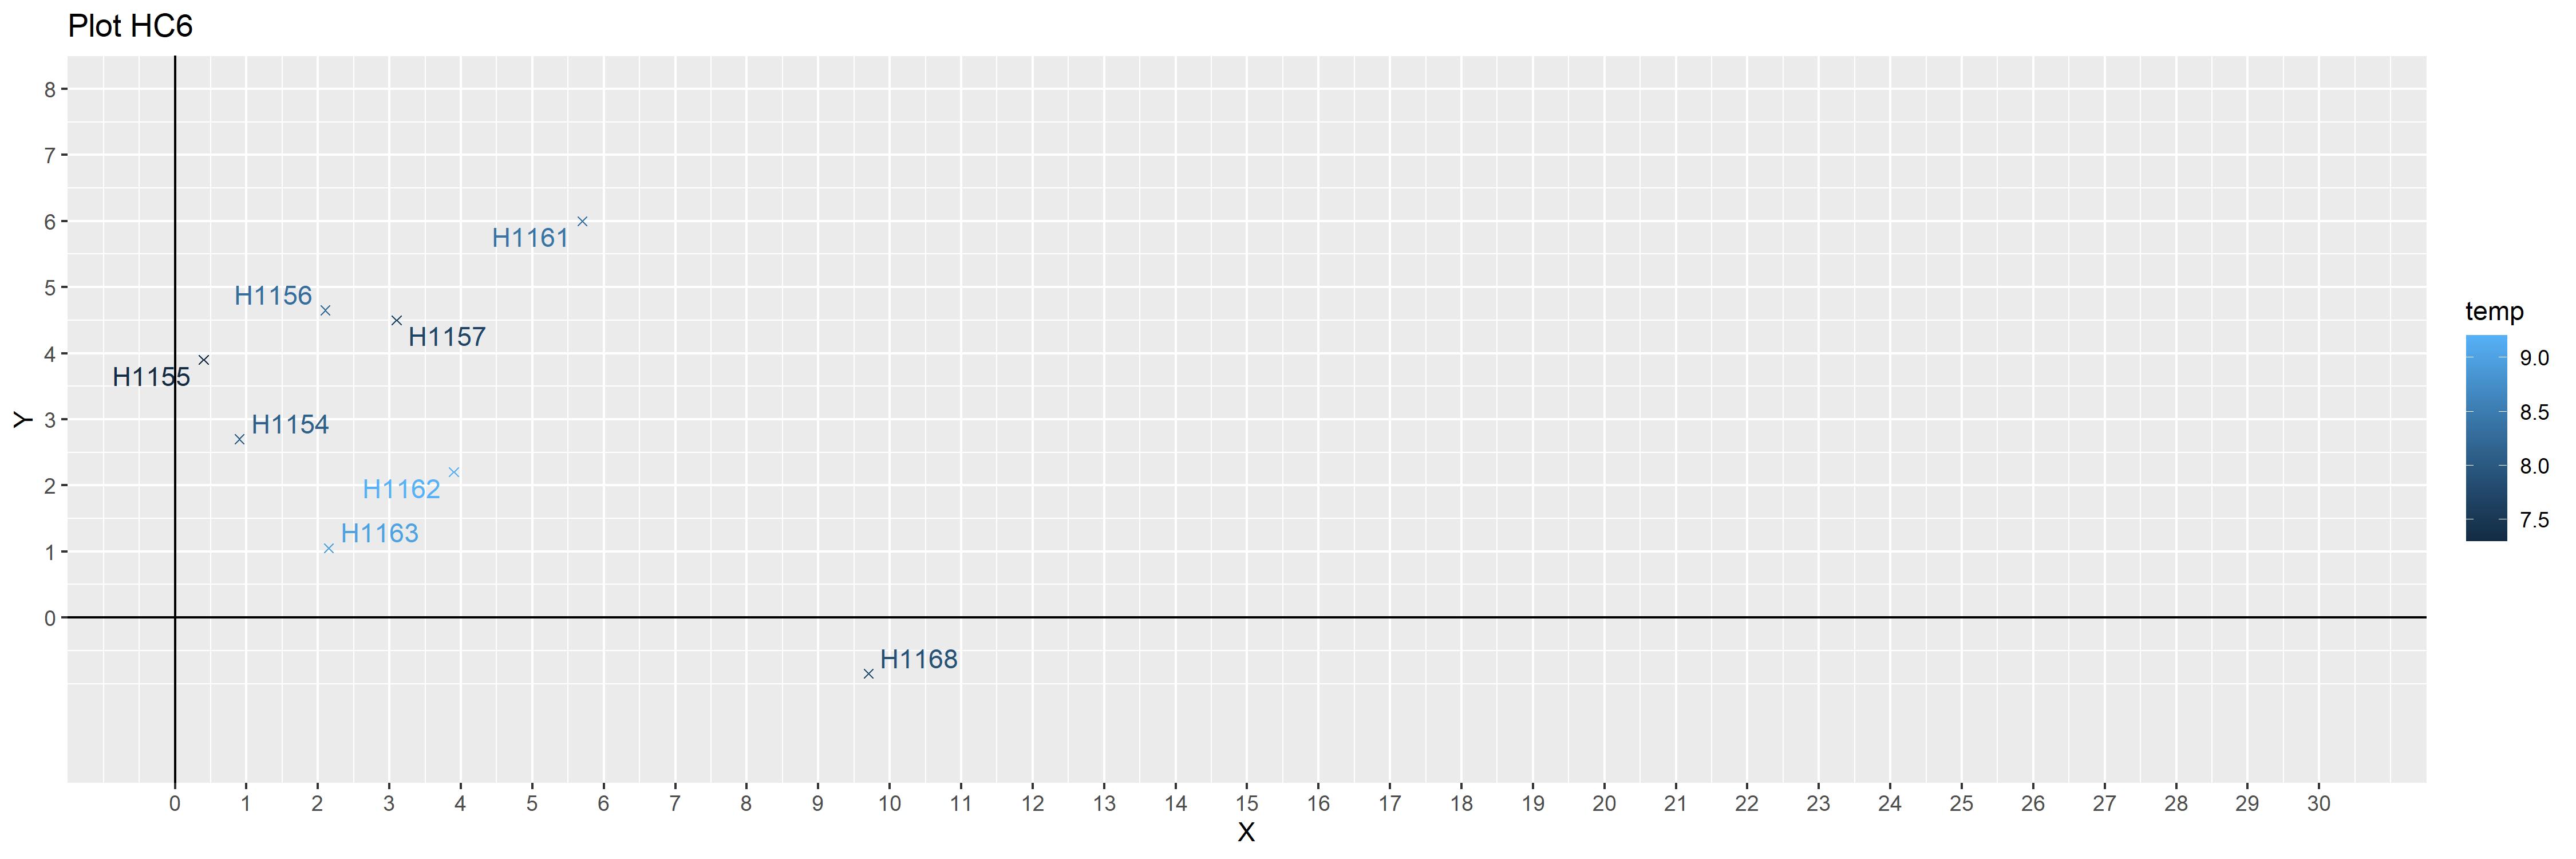 Plot HC6
8
7
6
5
4
3
2
1
0
Y
H1161
H1156
H1157
H1155
H1154
H1162
H1163
H1168
0 1 2 3 4 5 6 7 8 9 10 11 12 13 14 15 16 17 18 19 20 21 22 23 24 25 26 27 28 29 30
X
temp
9.0
8.5
8.0
7.5